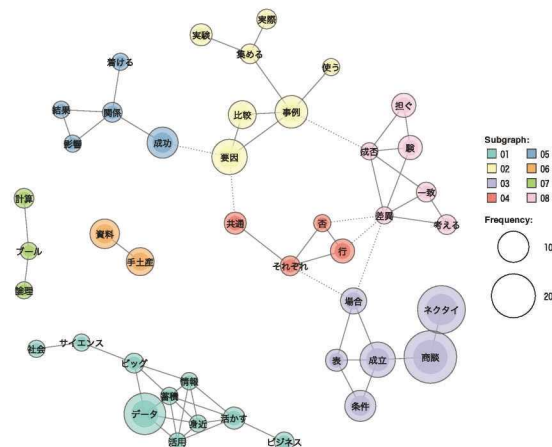 実際
実験
集める
使う
着ける
結果
関係
影響
成功
比較
事例
要因
担ぐ
成否
験
一致
差異
考える
共通
否
行
それぞれ
計算
ブール
論理
資料
手土産
場合
ネクタイ
表
成立
商談
条件
社会
サイエンス
ビッグ
情報
蓄積
データ
身近
活かす
活用
ビジネス
Subgraph:
01 05
02 06
03 07
04 08
Frequency:
10
20